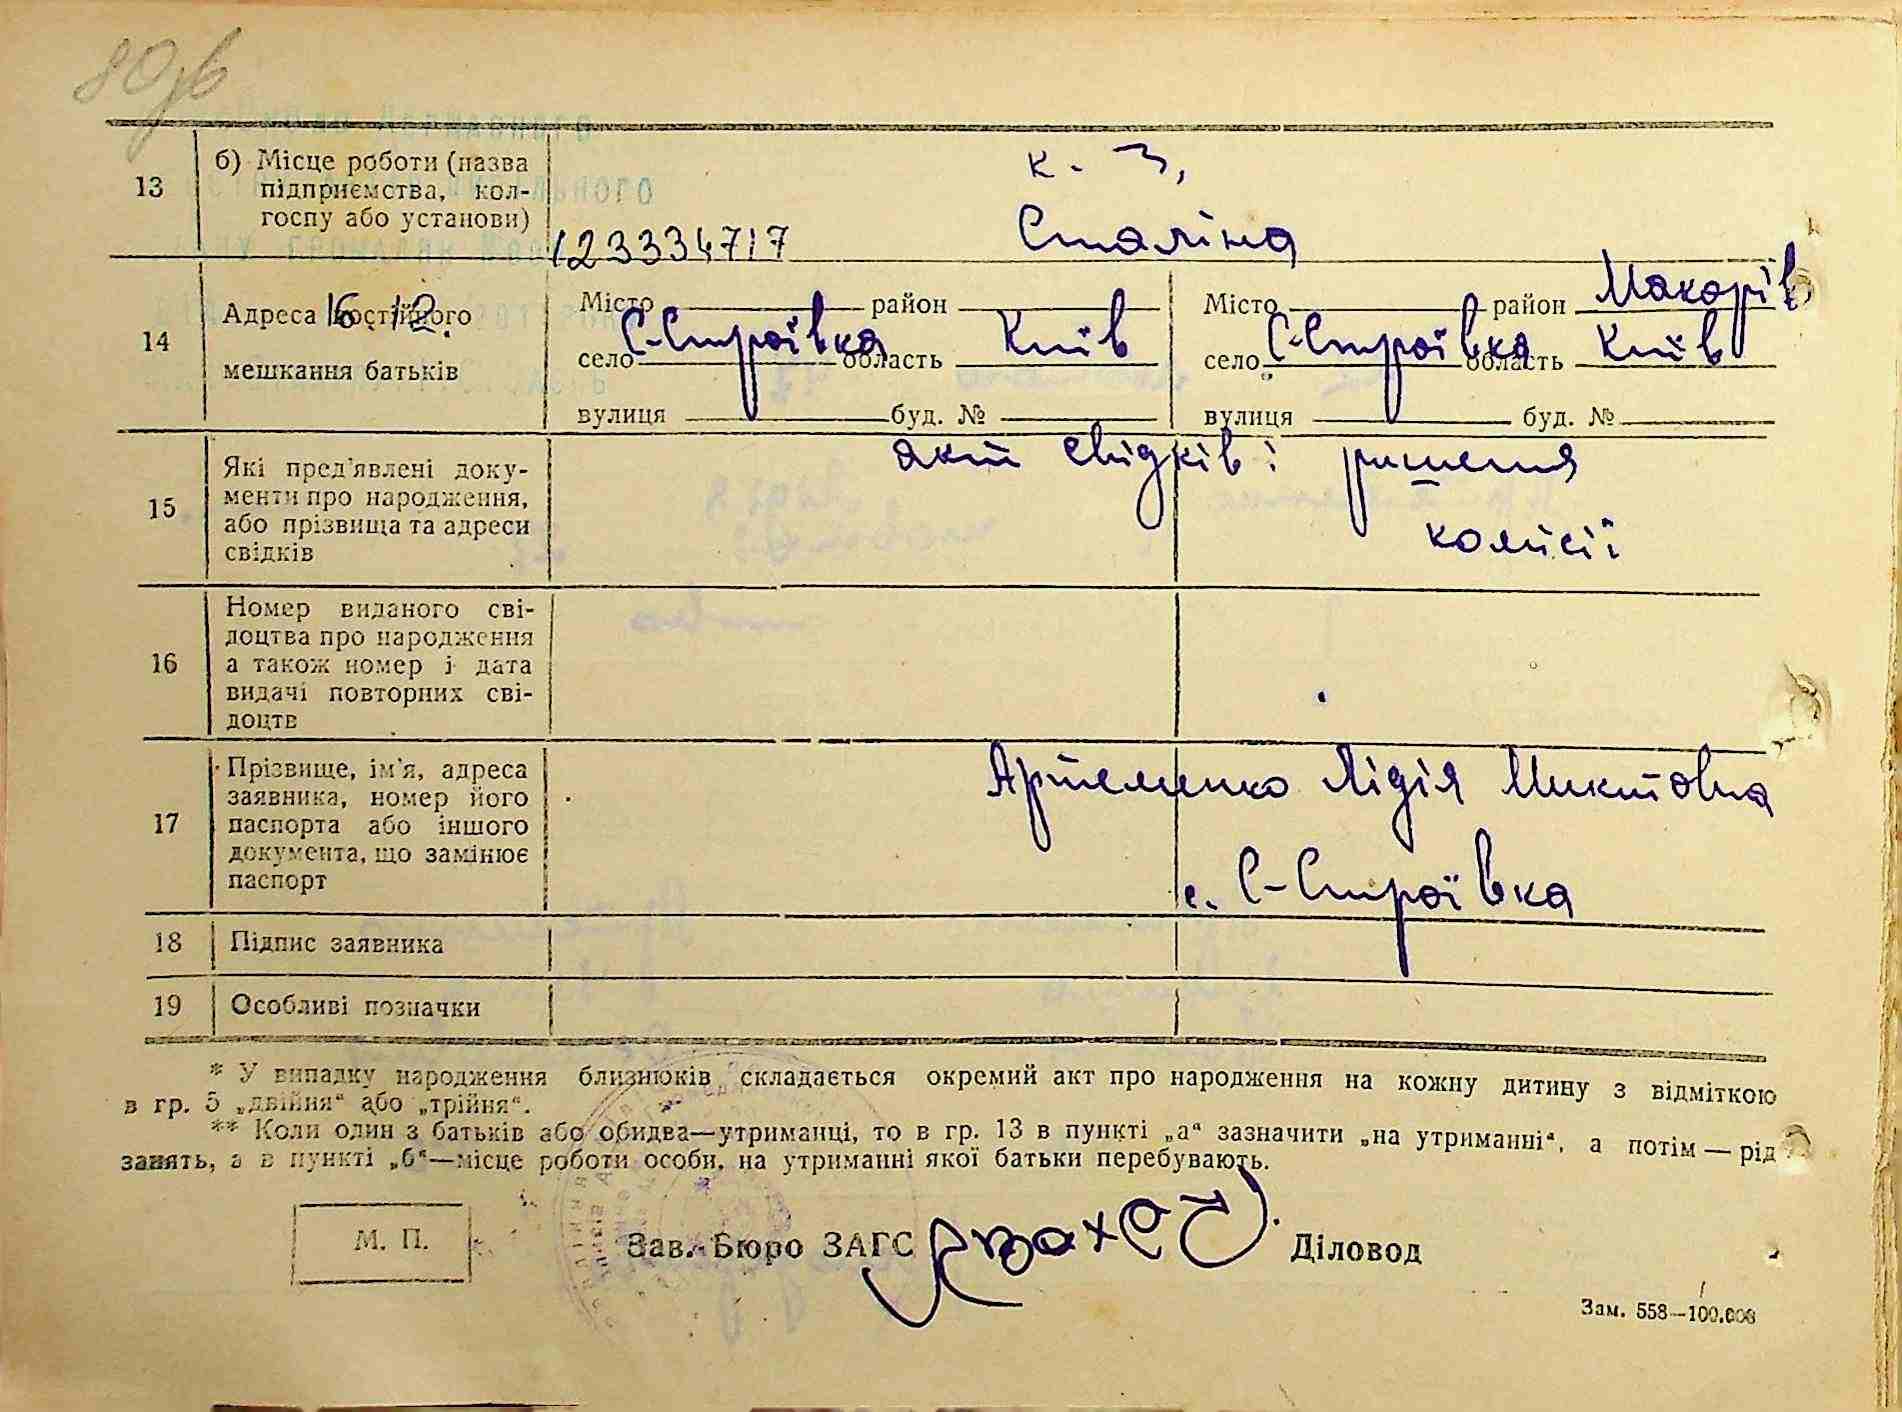 80зв
13
б) Місце роботи (назва
підприємства, кол-
госпу або установи)
к. з,
Сталіна
123334717
14
Адреса постійного
16.12.
мешкання батьків
Місто район
село С-Строївка область Київ
вулиця буд. №
Місто район Макарів
село С-Строївка область Київ
вулиця буд. №
15
Які пред'явлені доку-
менти про народження,
або прізвища та адреси
свідків
акт свідків і рішення
комісії
16
Номер виданого сві-
доцтва про народження
а також номер і дата
видачі повторних сві-
доцтв
17
Прізвище, ім'я, адреса
заявника, номер його
паспорта або іншого
документа, що замінює
паспорт
Артеменко Лідія Микитовна
с. С-Строївка
18
Підпис заявника
19
Особливі позначки
* У випадку народження близнюків складається окремий акт про народження на кожну дитину з відміткою
в гр. 5 „двійня“ або „трійня“.
** Коли один з батьків або обидва—утриманці, то в гр. 13 в пункті „а“ зазначити „на утриманні“, а потім — рід
занять, а в пункті „б“—місце роботи особи, на утриманні якої батьки перебувають.
М. П.
Зав. Бюро ЗАГС
Діловод
Зам. 558—100.000